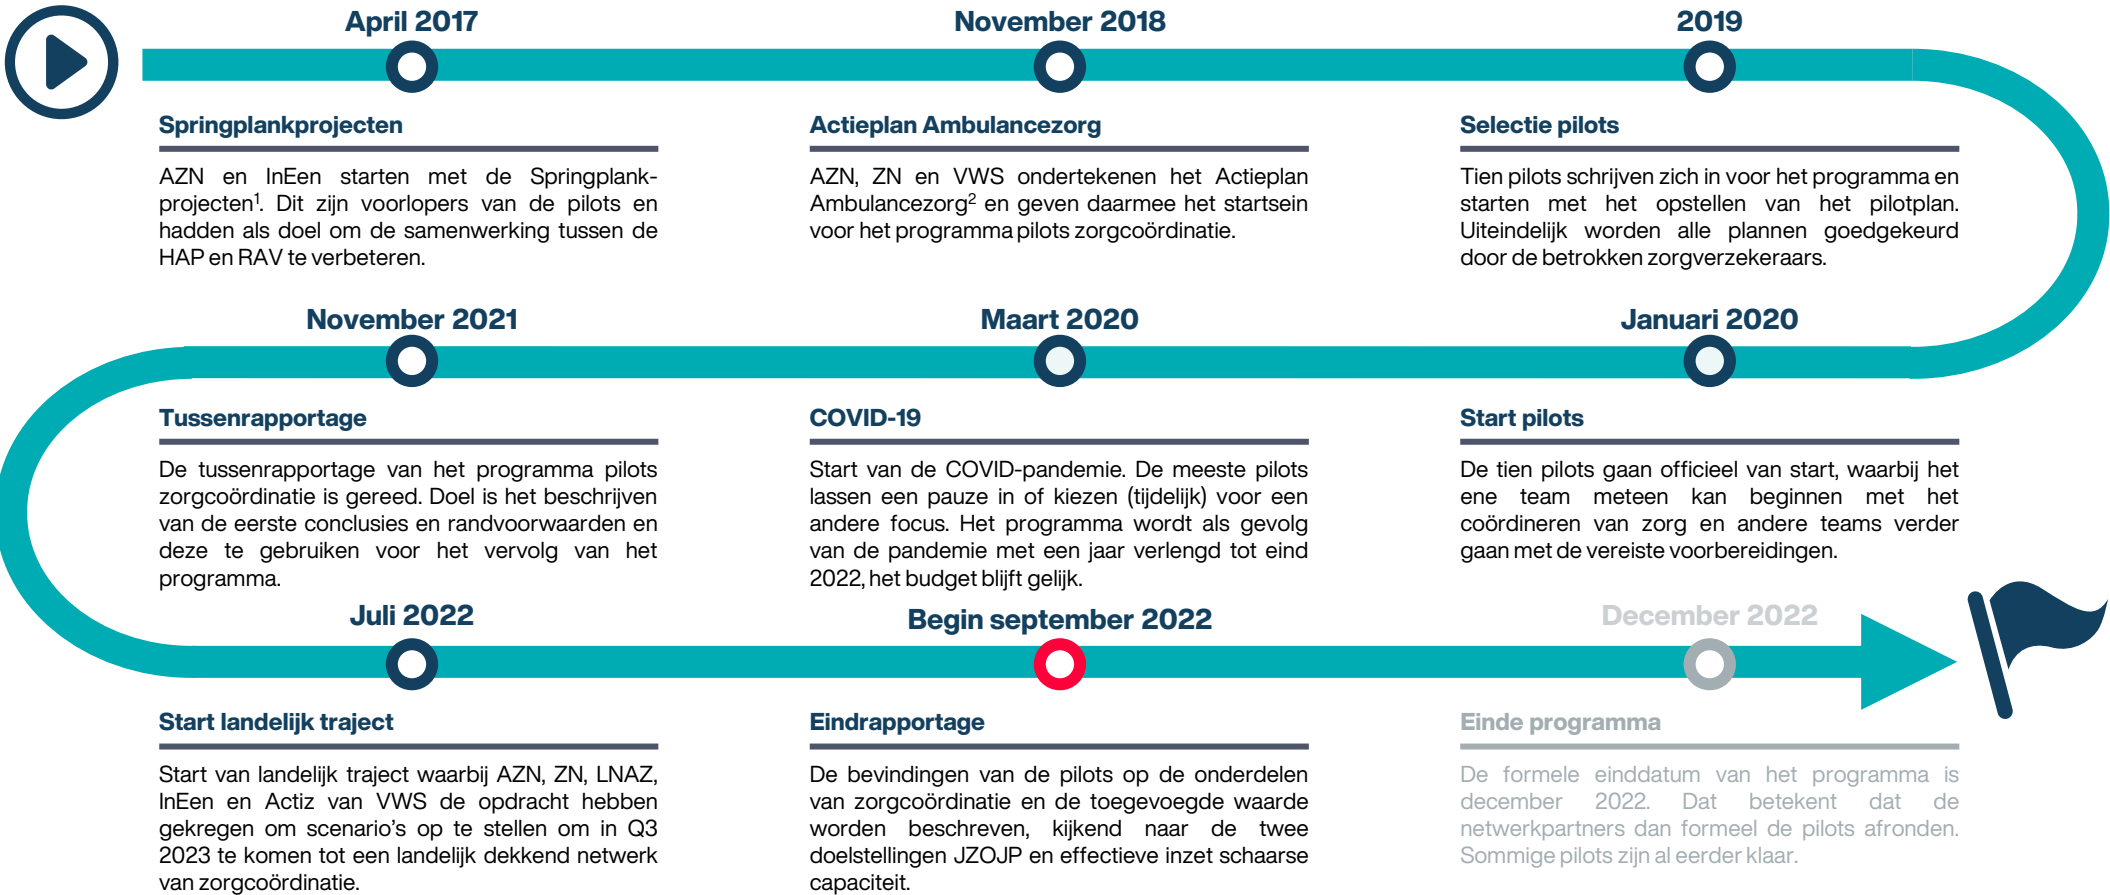 April 2017
Springplankprojecten
AZN en InEen starten met de Springplank-
projecten¹. Dit zijn voorlopers van de pilots en
hadden als doel om de samenwerking tussen de
HAP en RAV te verbeteren.
November 2018
Actieplan Ambulancezorg
AZN, ZN en VWS ondertekenen het Actieplan
Ambulancezorg² en geven daarmee het startsein
voor het programma pilots zorgcoördinatie.
2019
Selectie pilots
Tien pilots schrijven zich in voor het programma en
starten met het opstellen van het pilotplan.
Uiteindelijk worden alle plannen goedgekeurd
door de betrokken zorgverzekeraars.
Januari 2020
Start pilots
De tien pilots gaan officieel van start, waarbij het
ene team meteen kan beginnen met het
coördineren van zorg en andere teams verder
gaan met de vereiste voorbereidingen.
Maart 2020
COVID-19
Start van de COVID-pandemie. De meeste pilots
lassen een pauze in of kiezen (tijdelijk) voor een
andere focus. Het programma wordt als gevolg
van de pandemie met een jaar verlengd tot eind
2022, het budget blijft gelijk.
November 2021
Tussenrapportage
De tussenrapportage van het programma pilots
zorgcoördinatie is gereed. Doel is het beschrijven
van de eerste conclusies en randvoorwaarden en
deze te gebruiken voor het vervolg van het
programma.
Juli 2022
Start landelijk traject
Start van landelijk traject waarbij AZN, ZN, LNAZ,
InEen en Actiz van VWS de opdracht hebben
gekregen om scenario's op te stellen om in Q3
2023 te komen tot een landelijk dekkend netwerk
van zorgcoördinatie.
Begin september 2022
Eindrapportage
De bevindingen van de pilots op de onderdelen
van zorgcoördinatie en de toegevoegde waarde
worden beschreven, kijkend naar de twee
doelstellingen JZOJP en effectieve inzet schaarse
capaciteit.
December 2022
Einde programma
De formele einddatum van het programma is
december 2022. Dat betekent dat de
netwerkpartners dan formeel de pilots afronden.
Sommige pilots zijn al eerder klaar.